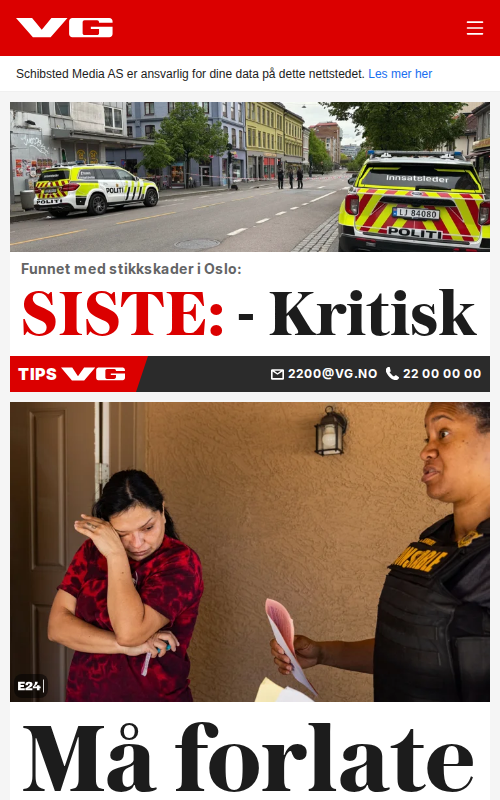 VG
Schibsted Media AS er ansvarlig for dine data på dette nettstedet. Les mer her
POLITI
Innsatsleder
LJ 84080
POLITI
Funnet med stikkskader i Oslo:
SISTE: - Kritisk
TIPS VG 2200@VG.NO 22 00 00 00
E24
Må forlate